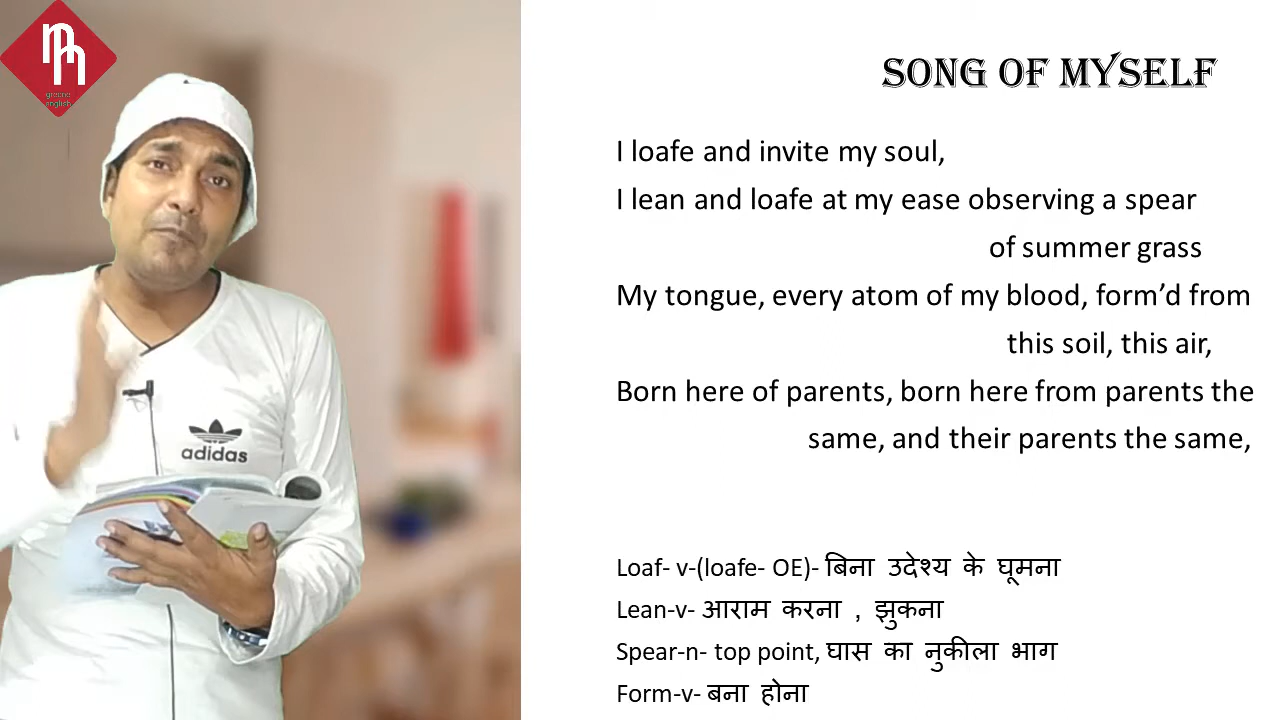 greene
english
SONG OF MYSELF
I loafe and invite my soul,
I lean and loafe at my ease observing a spear
of summer grass
My tongue, every atom of my blood, form’d from
this soil, this air,
Born here of parents, born here from parents the
same, and their parents the same,
adidas
Loaf- v-(loafe- OE)- बिना उदेश्य के घूमना
Lean-v- आराम करना , झुकना
Spear-n- top point, घास का नुकीला भाग
Form-v- बना होना